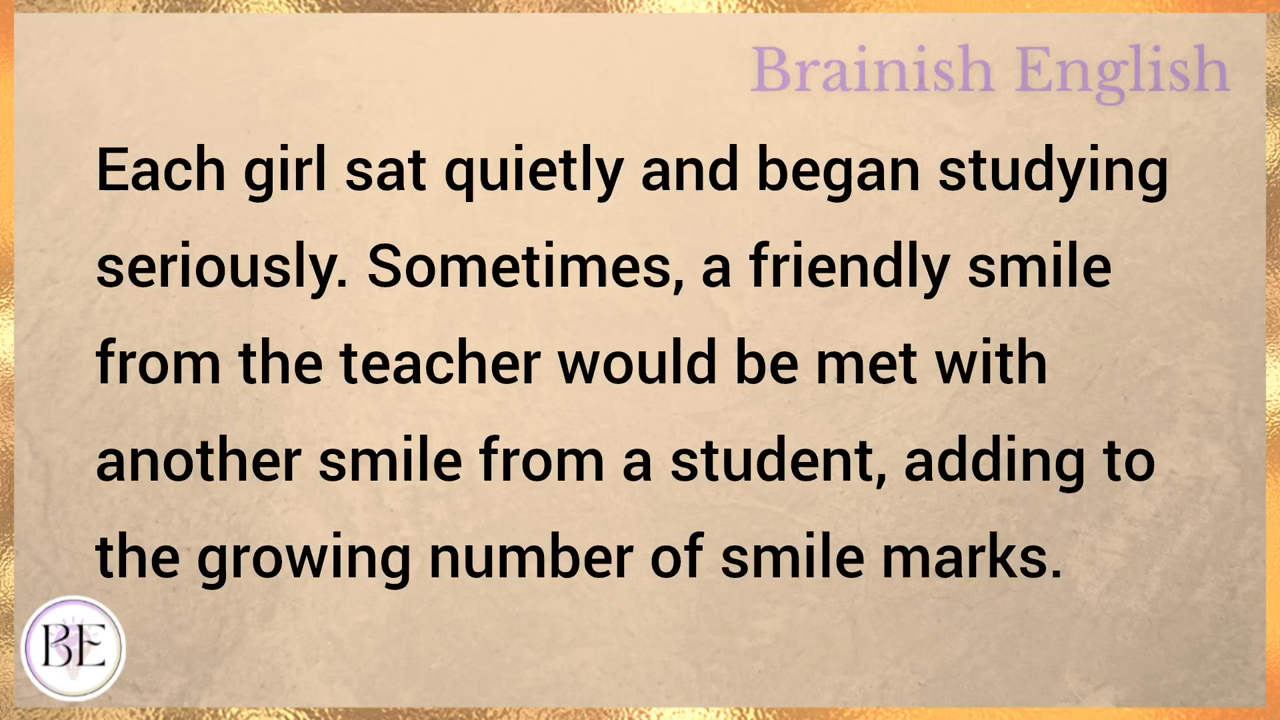 Brainish English
Each girl sat quietly and began studying
seriously. Sometimes, a friendly smile
from the teacher would be met with
another smile from a student, adding to
the growing number of smile marks.
BE